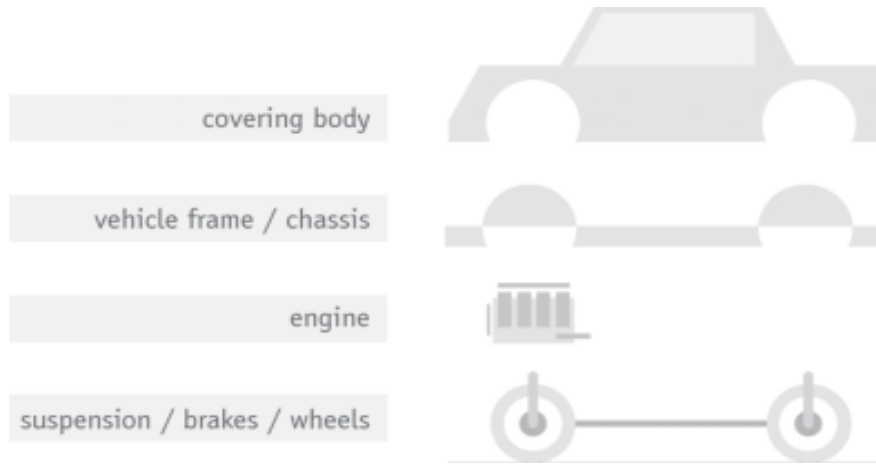 covering body
vehicle frame / chassis
engine
suspension / brakes / wheels